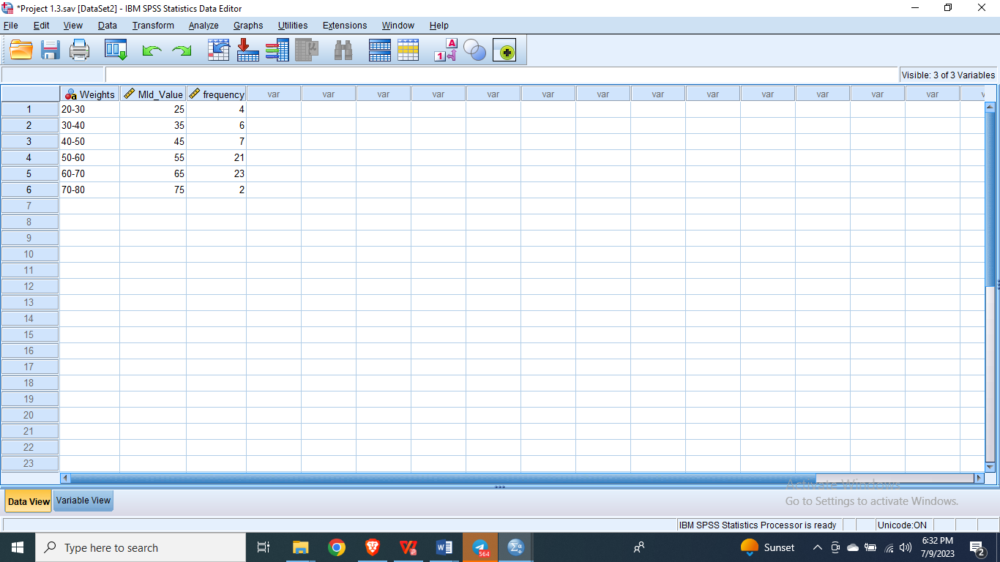 *Project 1.3.sav [DataSet2] - IBM SPSS Statistics Data Editor
File Edit View Data Transform Analyze Graphs Utilities Extensions Window Help
A
1
Visible: 3 of 3 Variables
Weights MId_Value frequency var var var var var var var var var var var var var
1 20-30 25 4
2 30-40 35 6
3 40-50 45 7
4 50-60 55 21
5 60-70 65 23
6 70-80 75 2
7
8
9
10
11
12
13
14
15
16
17
18
19
20
21
22
23
Activate Windows
Data View Variable View Go to Settings to activate Windows.
IBM SPSS Statistics Processor is ready Unicode:ON
Type here to search 564 Sunset 6:32 PM
7/9/2023 2